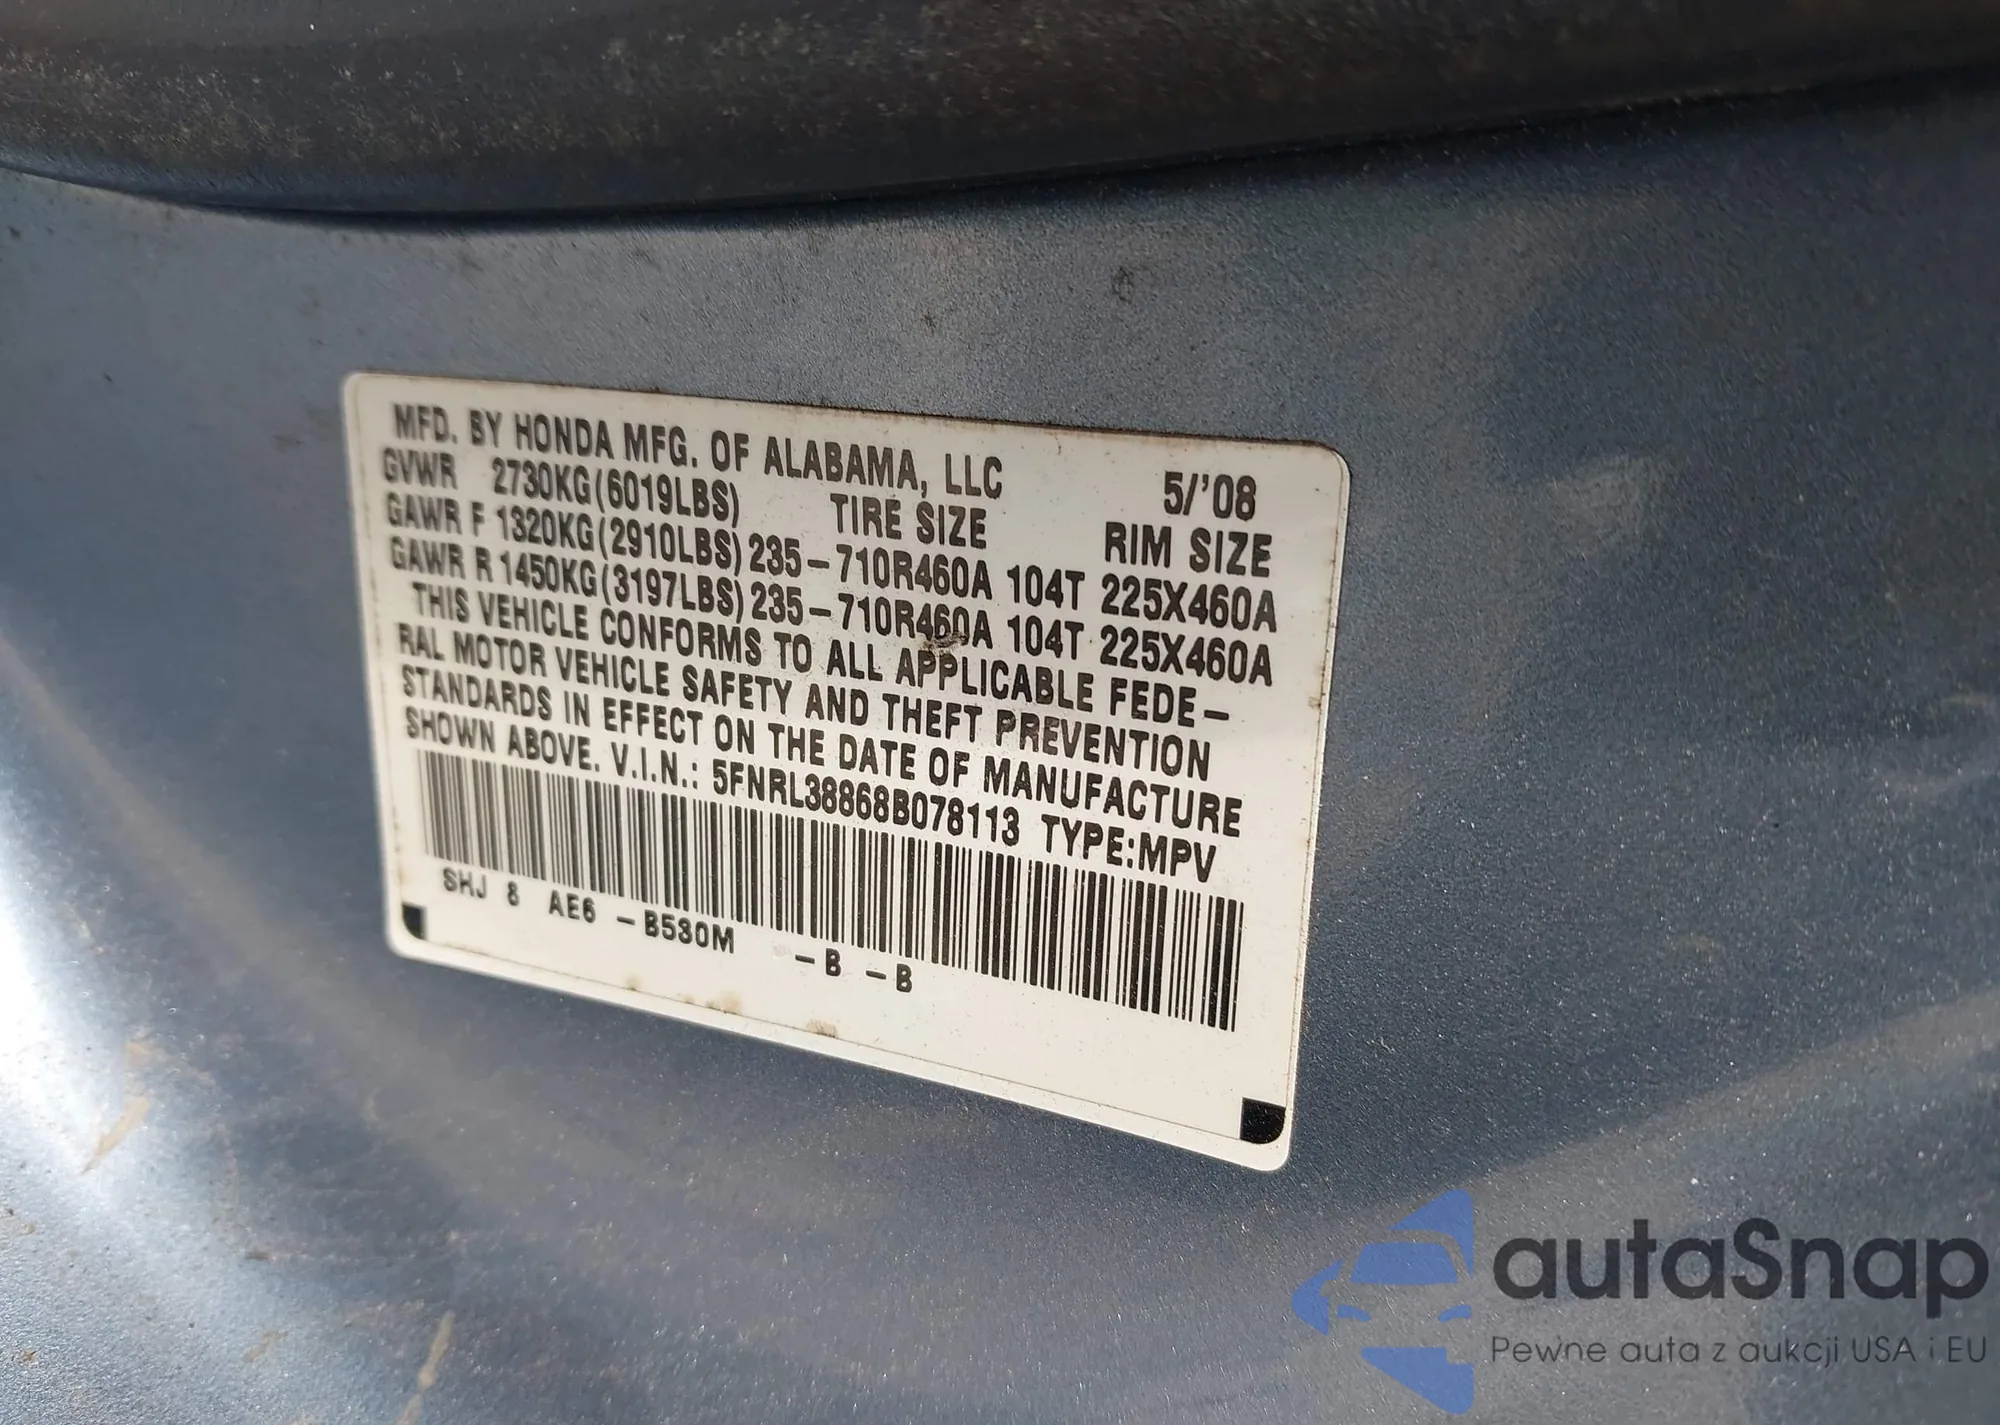 MFD. BY HONDA MFG. OF ALABAMA, LLC 5/'08
GVWR 2730KG(6019LBS) TIRE SIZE RIM SIZE
GAWR F 1320KG(2910LBS) 235-710R460A 104T 225X460A
GAWR R 1450KG(3197LBS) 235-710R460A 104T 225X460A
THIS VEHICLE CONFORMS TO ALL APPLICABLE FEDE-
RAL MOTOR VEHICLE SAFETY AND THEFT PREVENTION
STANDARDS IN EFFECT ON THE DATE OF MANUFACTURE
SHOWN ABOVE. V.I.N.: 5FNRL38868B078113 TYPE:MPV
SHJ 8 AE6 -B530M -B -B
autaSnap
Pewne auta z aukcji USA i EU